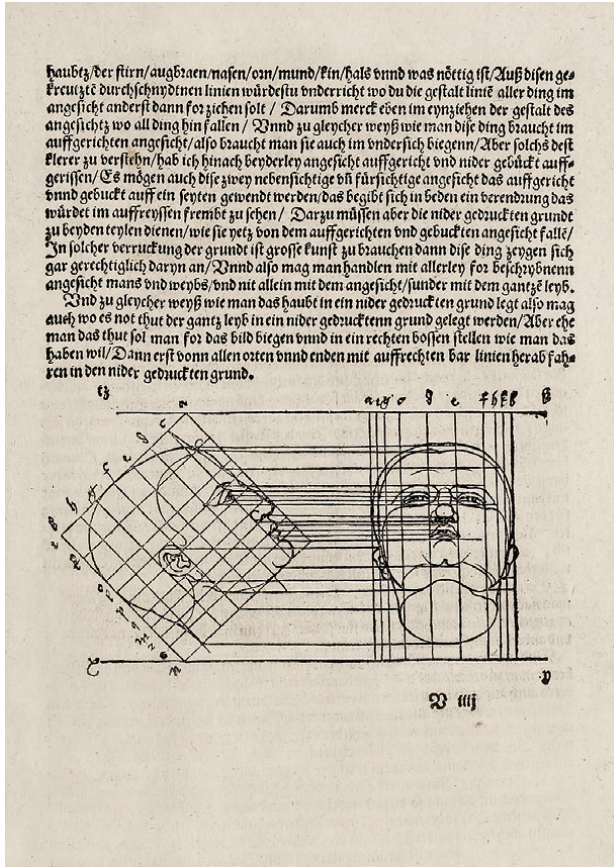 haubtz/der stirn/augbraen/nasen/orn/mund/kin/hals vnnd was nöttig ist/Auß disen ge⸗
kreutztē durchschnydtnen linien würdestu vnderricht wo du die gestalt liniē aller ding im
angesicht anderst dann for ziehen solt / Darumb merck eben im eynziehen der gestalt des
angesichtz wo all ding hin fallen / Vnnd zu gleycher weyß wie man dise ding braucht im
auffgerichten angesicht/also braucht man sie auch im vndersich biegenn/Aber solchs dest
klerer zu verstehn/hab ich hinach beyderley angesicht auffgericht vnd nider gebückt auff⸗
gerissen/Es mögen auch dise zwey nebensichtige vn̄ fürsichtige angesicht das auffgericht
vnnd gebuckt auff ein seyten gewendt werden/das begibt sich in beden ein verendrung das
würdet im auffreyssen frembt zu sehen / Darzu müssen aber die nider gedruckten grundt
zu beyden teylen dienen/wie sie yetz von dem auffgerichten vnd gebuckten angesicht fallē/
Jn solcher verruckung der grundt ist grosse kunst zu brauchen dann dise ding zeygen sich
gar gerechtiglich daryn an/Vnnd also mag man handlen mit allerley for beschrybnenn
angesicht mans vnd weybs/vnd nit allein mit dem angesicht/sunder mit dem gantzē leyb.
Vnd zu gleycher weyß wie man das haubt in ein nider gedruckten grund legt also mag
auch wo es not thut der gantz leyb in ein nider gedrucktenn grund gelegt werden/Aber ehe
man das thut sol man for das bild biegen vnnd in ein rechten bossen stellen wie man das
haben wil/Dann erst vonn allen orten vnnd enden mit auffrechten bar linien herab fah⸗
ren in den nider gedruckten grund.
V iiij